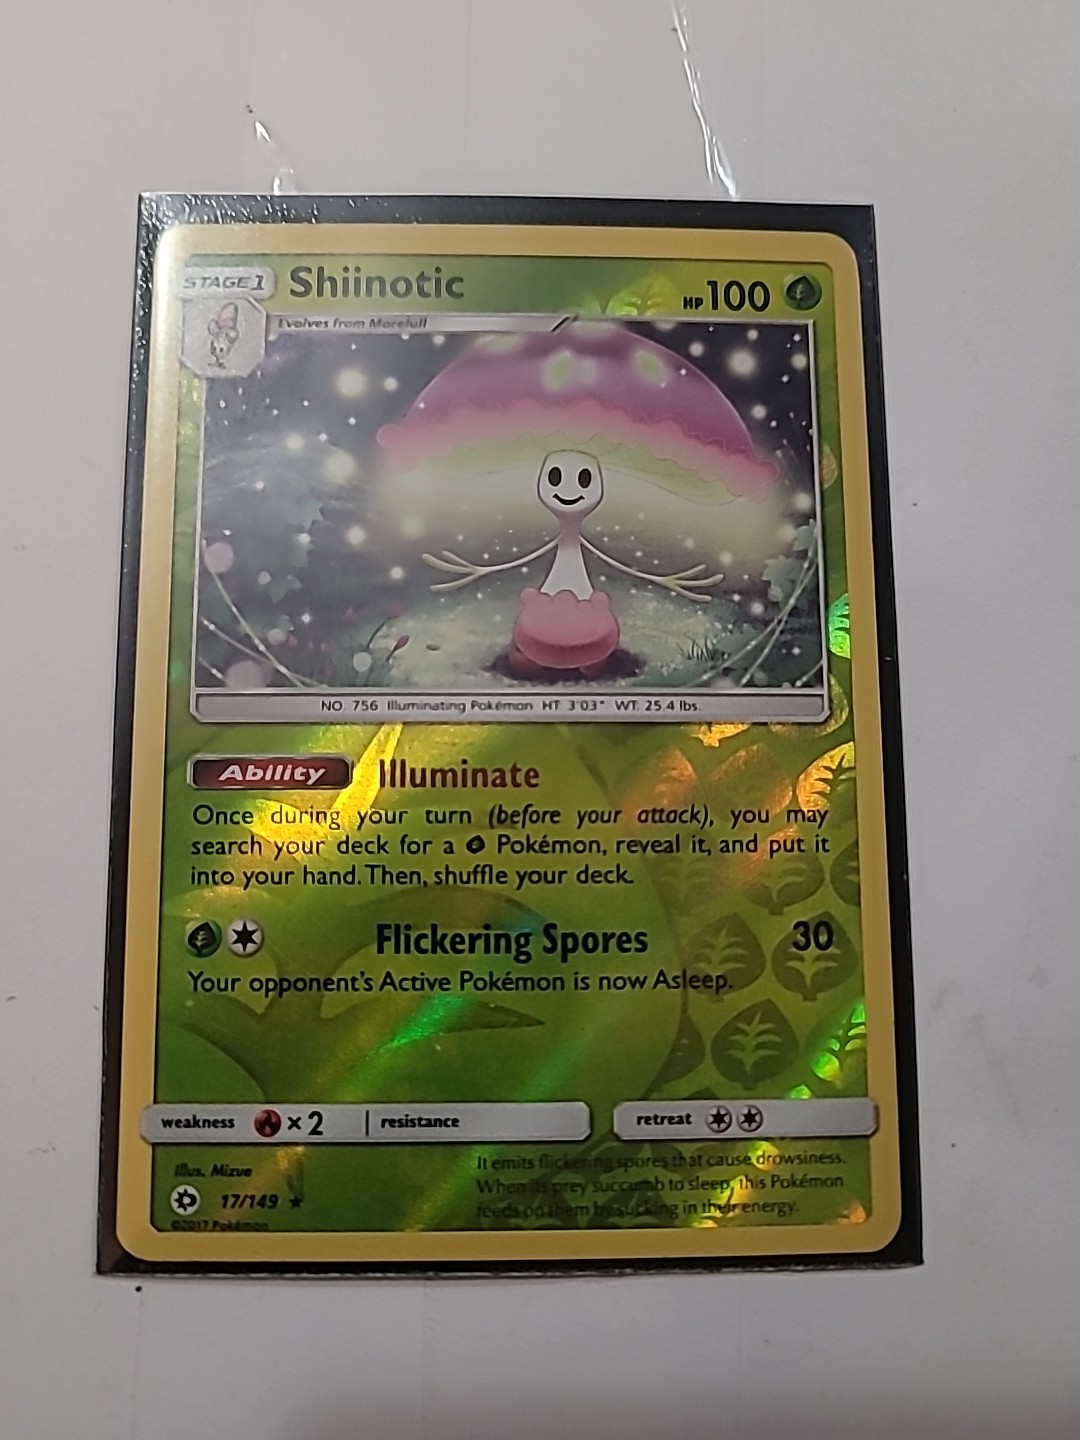 STAGE 1 Shiinotic HP 100
Evolves from Morelull
NO. 756 Illuminating Pokémon HT 3'03" WT 25.4 lbs.
Ability Illuminate
Once during your turn (before your attack), you may
search your deck for a Pokémon, reveal it, and put it
into your hand. Then, shuffle your deck.
Flickering Spores 30
Your opponent's Active Pokémon is now Asleep.
weakness ×2 resistance retreat
Illus. Mizue
17/149 ★
©2017 Pokémon
It emits flickering spores that cause drowsiness.
When its prey succumb to sleep, this Pokémon
feeds on them by sucking in their energy.